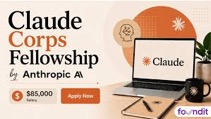 Claude
Corps
Fellowship
by Anthropic A\
$ $85,000
Salary
Apply Now
Claude
foundit